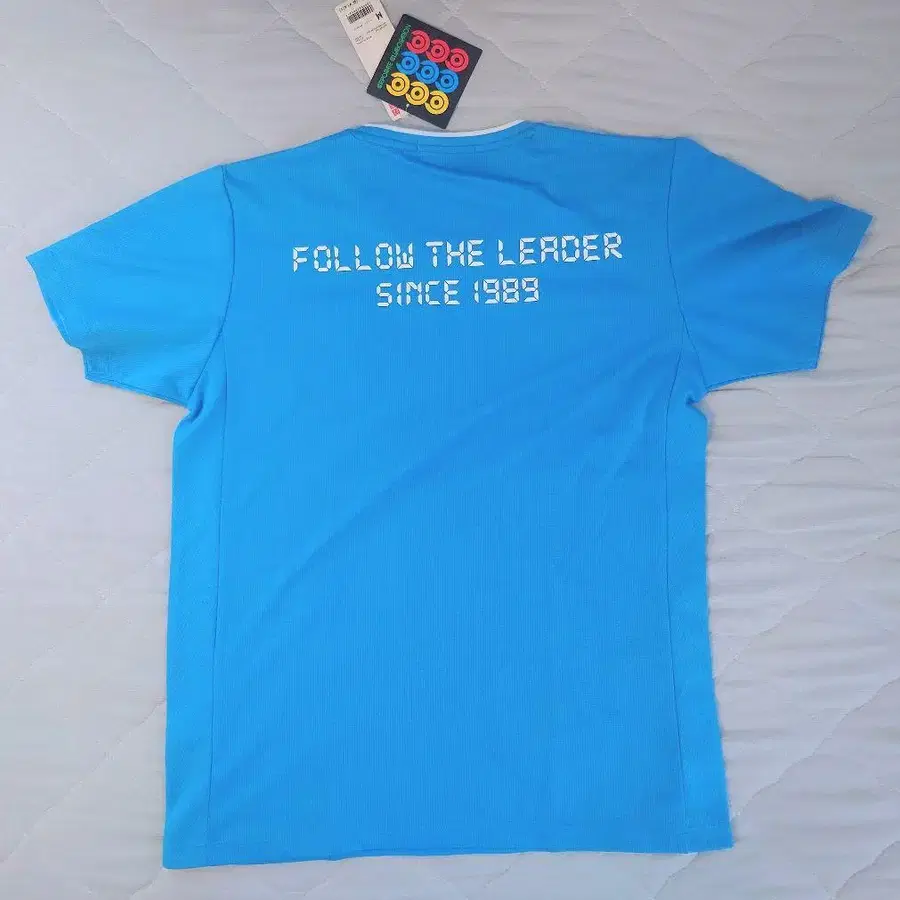 M
FOLLOW THE LEADER
SINCE 1989